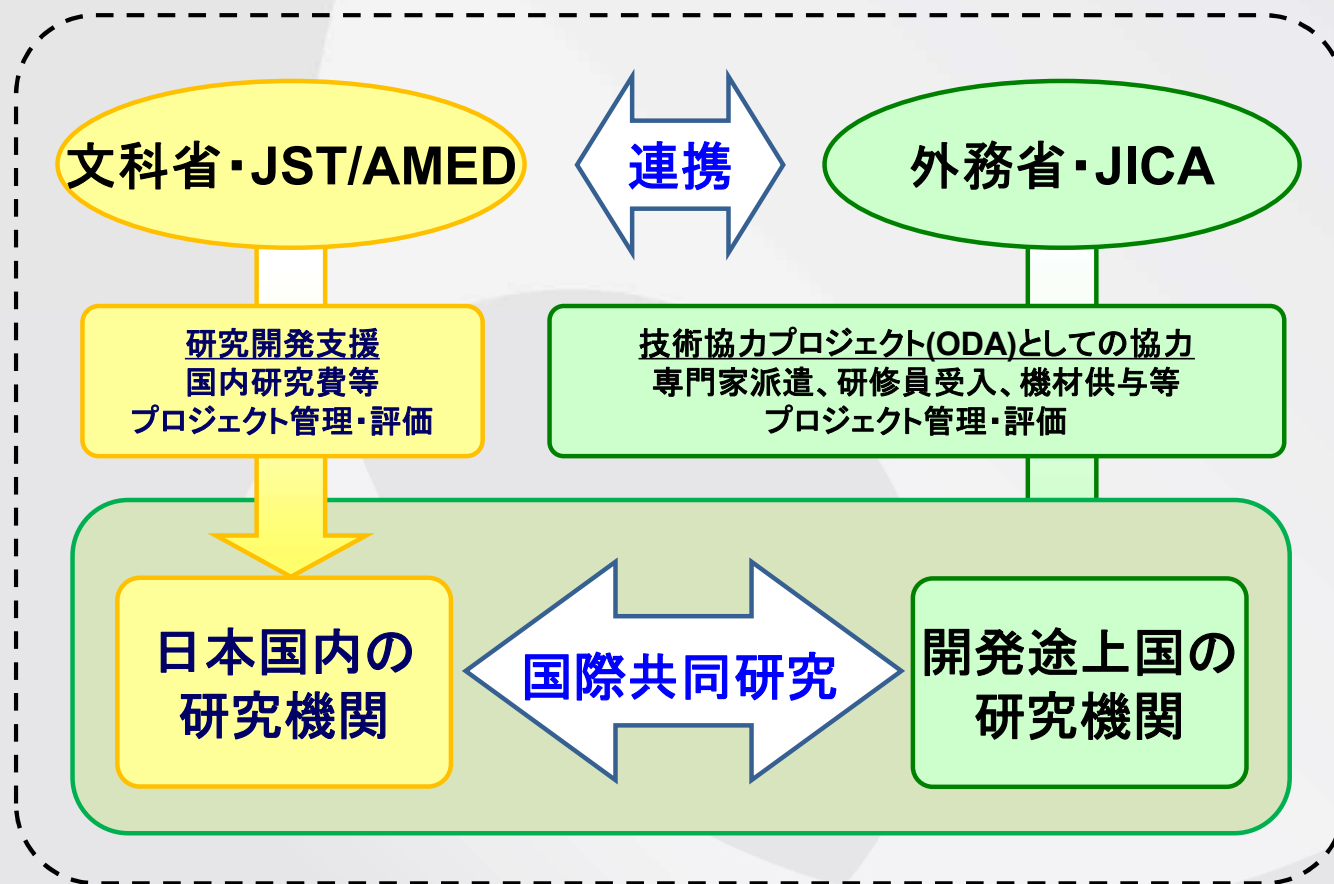 文科省・JST/AMED
連携
外務省・JICA
研究開発支援
国内研究費等
プロジェクト管理・評価
技術協力プロジェクト(ODA)としての協力
専門家派遣、研修員受入、機材供与等
プロジェクト管理・評価
日本国内の
研究機関
国際共同研究
開発途上国の
研究機関